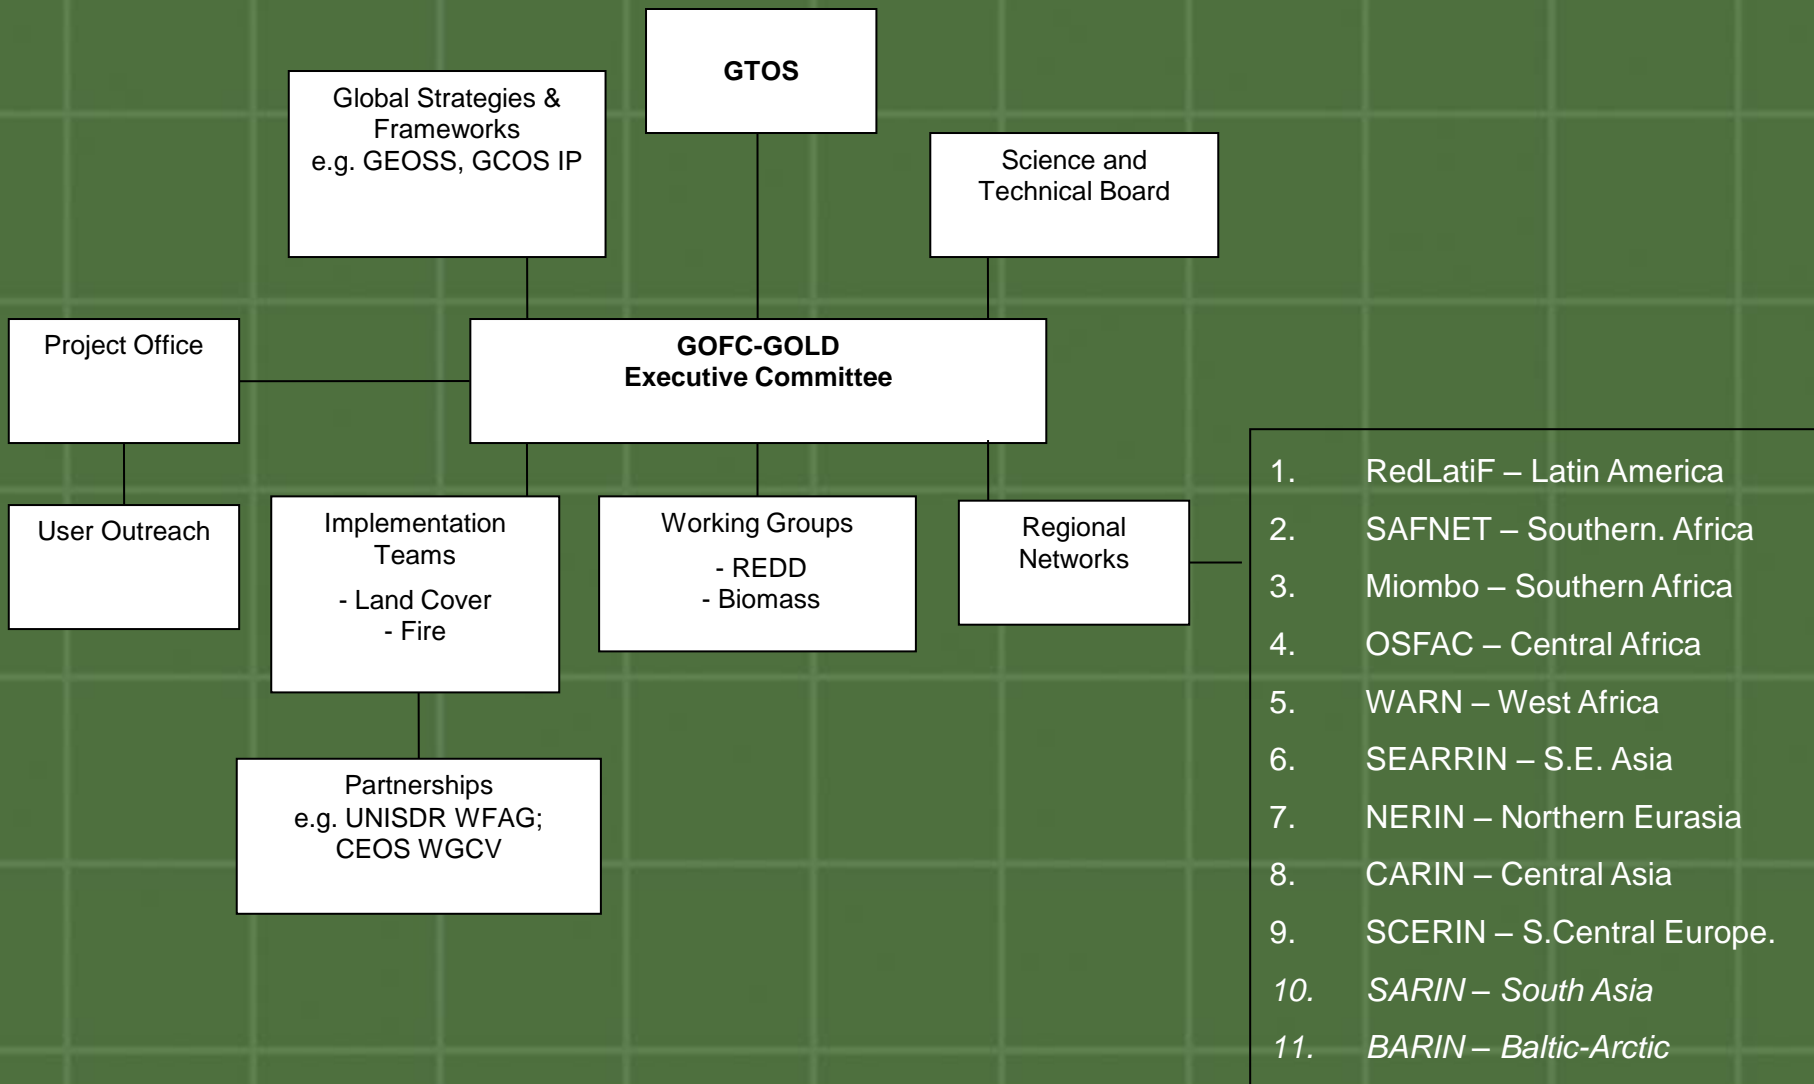 GTOS
Global Strategies &
Frameworks
e.g. GEOSS, GCOS IP
Science and
Technical Board
Project Office
GOFC-GOLD
Executive Committee
User Outreach
Implementation
Teams
- Land Cover
- Fire
Working Groups
- REDD
- Biomass
Regional
Networks
Partnerships
e.g. UNISDR WFAG;
CEOS WGCV
1. RedLatiF – Latin America
2. SAFNET – Southern. Africa
3. Miombo – Southern Africa
4. OSFAC – Central Africa
5. WARN – West Africa
6. SEARRIN – S.E. Asia
7. NERIN – Northern Eurasia
8. CARIN – Central Asia
9. SCERIN – S.Central Europe.
10. SARIN – South Asia
11. BARIN – Baltic-Arctic